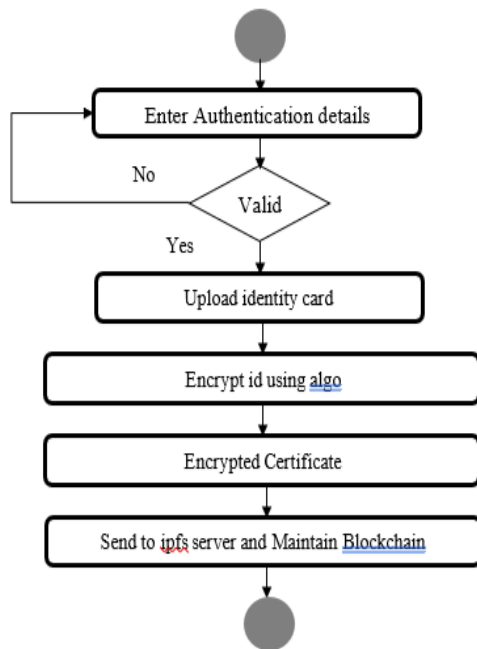 Enter Authentication details
No
Valid
Yes
Upload identity card
Encrypt id using algo
Encrypted Certificate
Send to ipfs server and Maintain Blockchain